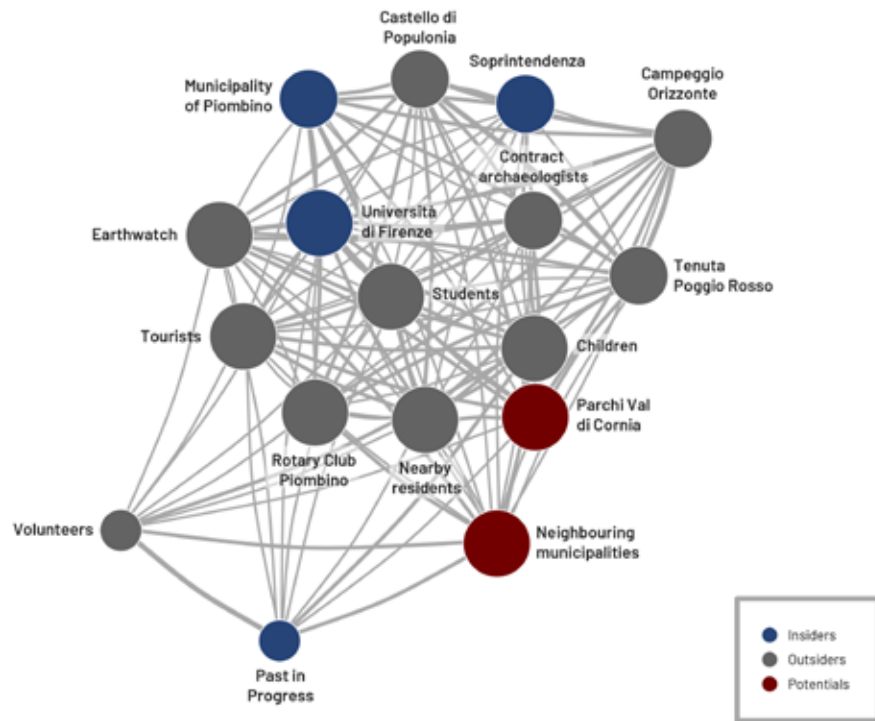 Castello di
Populonia
Soprintendenza
Municipality
of Piombino
Campeggio
Orizzonte
Contract
archaeologists
Università
di Firenze
Earthwatch
Tenuta
Poggio Rosso
Students
Tourists
Children
Parchi Val
di Cornia
Rotary Club
Piombino
Nearby
residents
Volunteers
Neighbouring
municipalities
Past in
Progress
Insiders
Outsiders
Potentials